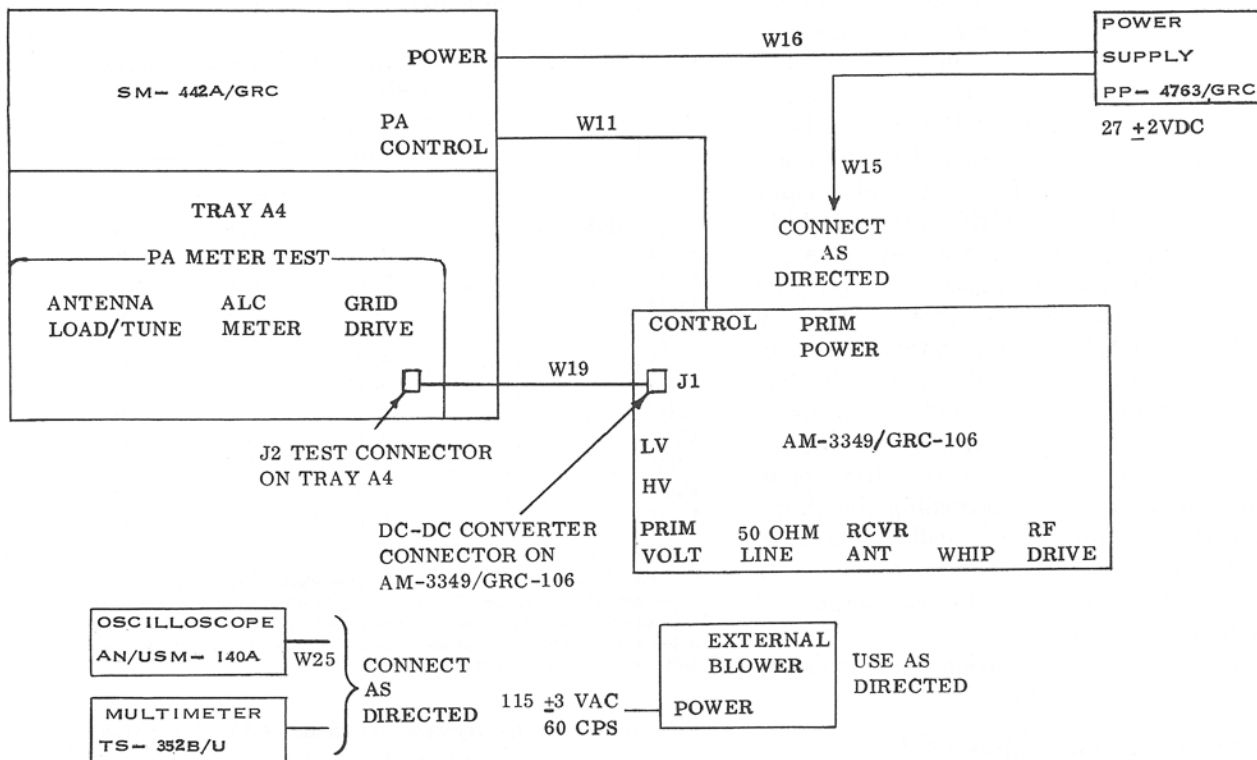 SM- 442A/GRC
POWER
PA
CONTROL
W16
POWER
SUPPLY
PP- 4763/GRC
27 ±2VDC
W11
W15
CONNECT
AS
DIRECTED
TRAY A4
PA METER TEST
ANTENNA
LOAD/TUNE
ALC
METER
GRID
DRIVE
W19
J2 TEST CONNECTOR
ON TRAY A4
DC-DC CONVERTER
CONNECTOR ON
AM-3349/GRC-106
CONTROL
PRIM
POWER
J1
AM-3349/GRC-106
LV
HV
PRIM
VOLT
50 OHM
LINE
RCVR
ANT
WHIP
RF
DRIVE
OSCILLOSCOPE
AN/USM- 140A
W25
MULTIMETER
TS- 352B/U
CONNECT
AS
DIRECTED
115 ±3 VAC
60 CPS
EXTERNAL
BLOWER
POWER
USE AS
DIRECTED